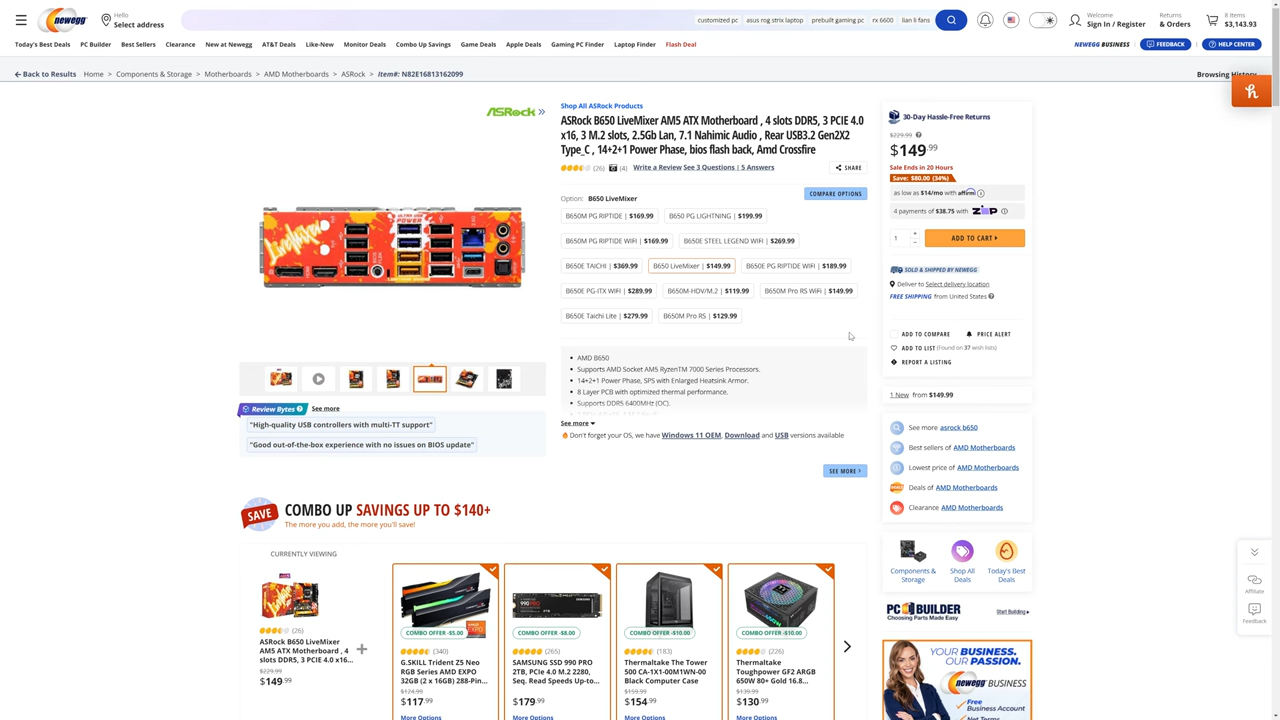 newegg
Hello
Select address
customized pc
asus rog strix laptop
prebuilt gaming pc
rx 6600
lian li fans
Welcome
Sign In / Register
Returns
& Orders
8 Items
$3,143.93
Today's Best Deals
PC Builder
Best Sellers
Clearance
New at Newegg
AT&T Deals
Like-New
Monitor Deals
Combo Up Savings
Game Deals
Apple Deals
Gaming PC Finder
Laptop Finder
Flash Deal
NEWEGG BUSINESS
FEEDBACK
HELP CENTER
Back to Results
Home > Components & Storage > Motherboards > AMD Motherboards > ASRock > Item#: N82E16813162099
Browsing History
ASRock
Shop All ASRock Products
ASRock B650 LiveMixer AM5 ATX Motherboard , 4 slots DDR5, 3 PCIE 4.0
x16, 3 M.2 slots, 2.5Gb Lan, 7.1 Nahimic Audio , Rear USB3.2 Gen2X2
Type_C , 14+2+1 Power Phase, bios flash back, Amd Crossfire
(26) (4) Write a Review See 3 Questions | 5 Answers
SHARE
COMPARE OPTIONS
Option: B650 LiveMixer
B650M PG RIPTIDE | $169.99
B650 PG LIGHTNING | $199.99
B650M PG RIPTIDE WIFI | $169.99
B650E STEEL LEGEND WIFI | $269.99
B650E TAICHI | $369.99
B650 LiveMixer | $149.99
B650E PG RIPTIDE WIFI | $189.99
B650E PG-ITX WIFI | $289.99
B650M-HDV/M.2 | $119.99
B650M Pro RS WiFi | $149.99
B650E Taichi Lite | $279.99
B650M Pro RS | $129.99
AMD B650
Supports AMD Socket AM5 RyzenTM 7000 Series Processors.
14+2+1 Power Phase, SPS with Enlarged Heatsink Armor.
8 Layer PCB with optimized thermal performance.
Supports DDR5 6400MHz (OC).
See more
Don't forget your OS, we have Windows 11 OEM, Download and USB versions available
SEE MORE
Review Bytes
See more
"High-quality USB controllers with multi-TT support"
"Good out-of-the-box experience with no issues on BIOS update"
30-Day Hassle-Free Returns
$229.99
$149.99
Sale Ends in 20 Hours
Save: $80.00 (34%)
as low as $14/mo with affirm
4 payments of $38.75 with ZIP
1
+
-
ADD TO CART
SOLD & SHIPPED BY NEWEGG
Deliver to Select delivery location
FREE SHIPPING from United States
ADD TO COMPARE
PRICE ALERT
ADD TO LIST (Found on 37 wish lists)
REPORT A LISTING
1 New from $149.99
See more asrock b650
Best sellers of AMD Motherboards
Lowest price of AMD Motherboards
Deals of AMD Motherboards
Clearance AMD Motherboards
Components &
Storage
Shop All
Deals
Today's Best
Deals
PC BUILDER
Choosing Parts Made Easy
Start Building
YOUR BUSINESS.
OUR PASSION.
newegg BUSINESS
Free
Business Account
Net Terms
Affiliate
Feedback
SAVE
COMBO UP SAVINGS UP TO $140+
The more you add, the more you'll save!
CURRENTLY VIEWING
(26)
ASRock B650 LiveMixer
AM5 ATX Motherboard , 4
slots DDR5, 3 PCIE 4.0 x16...
$229.99
$149.99
COMBO OFFER -$5.00
(340)
G.SKILL Trident Z5 Neo
RGB Series AMD EXPO
32GB (2 x 16GB) 288-Pin...
$124.99
$117.99
More Options
COMBO OFFER -$8.00
(265)
SAMSUNG SSD 990 PRO
2TB, PCIe 4.0 M.2 2280,
Seq. Read Speeds Up-to...
$179.99
More Options
COMBO OFFER -$10.00
(183)
Thermaltake The Tower
500 CA-1X1-00M1WN-00
Black Computer Case
$159.99
$154.99
More Options
COMBO OFFER -$10.00
(226)
Thermaltake
Toughpower GF2 ARGB
650W 80+ Gold 16.8...
$130.99
More Options